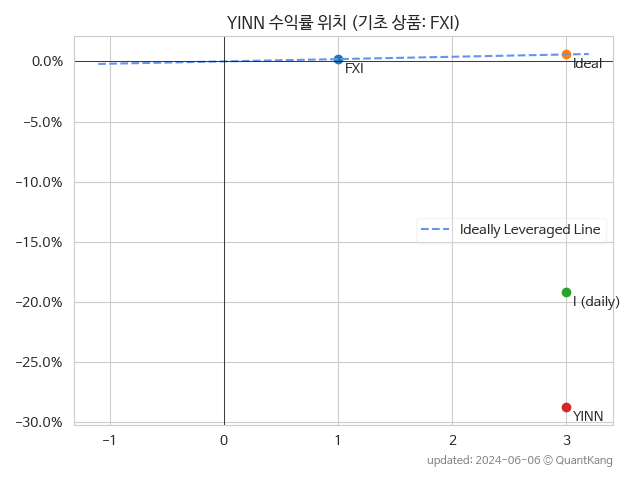 YINN 수익률 위치 (기초 상품: FXI)
0.0%
−5.0%
−10.0%
−15.0%
−20.0%
−25.0%
−30.0%
FXI
Ideal
Ideally Leveraged Line
I (daily)
YINN
−1
0
1
2
3
updated: 2024-06-06 © QuantKang